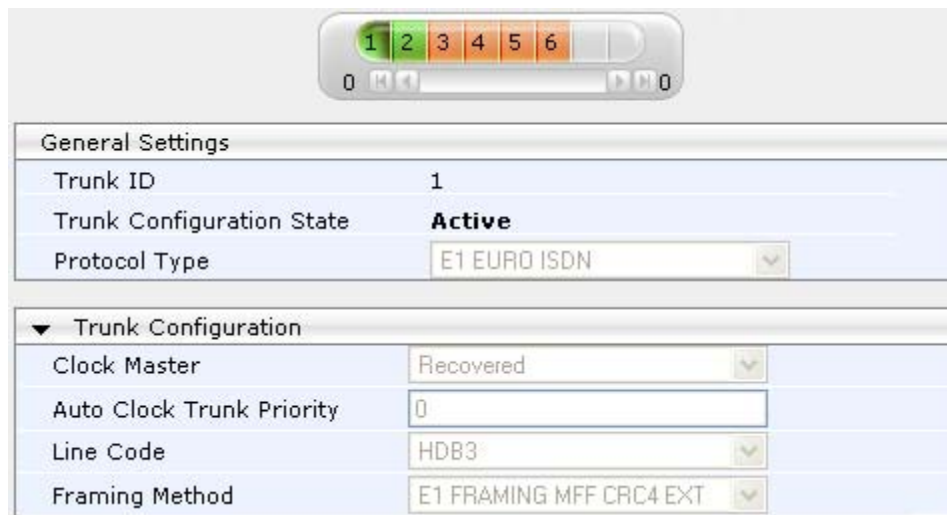 1 2 3 4 5 6
0 0
General Settings
Trunk ID 1
Trunk Configuration State Active
Protocol Type E1 EURO ISDN
Trunk Configuration
Clock Master Recovered
Auto Clock Trunk Priority 0
Line Code HDB3
Framing Method E1 FRAMING MFF CRC4 EXT